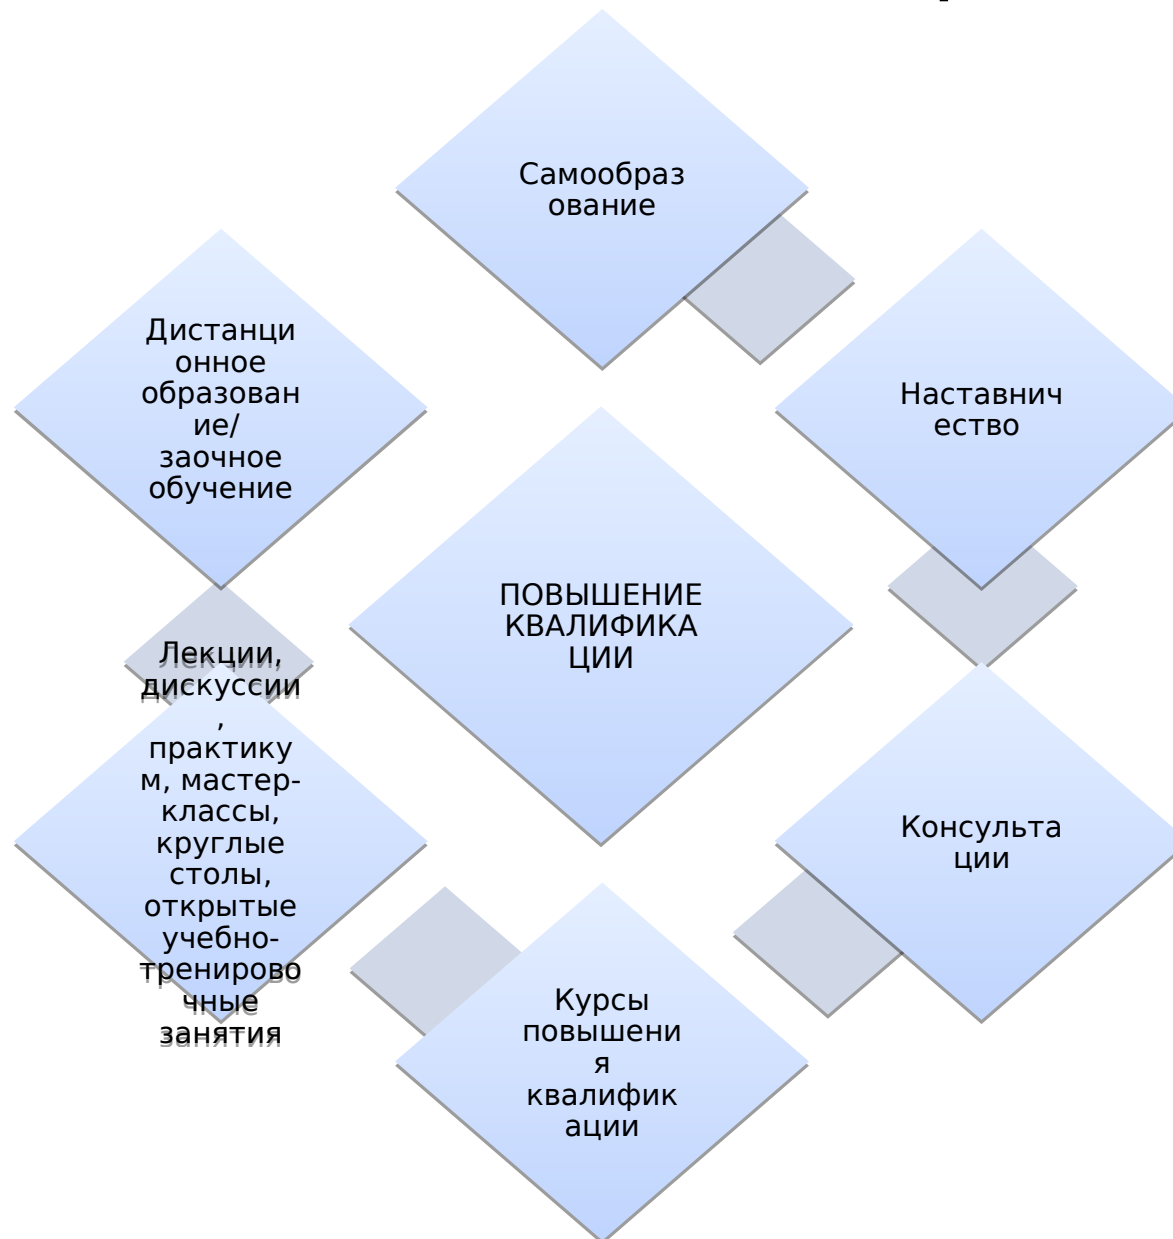 Самообраз
ование
Дистанци
онное
образован
ие/
заочное
обучение
Наставнич
ество
ПОВЫШЕНИЕ
КВАЛИФИКА
ЦИИ
Лекции,
дискуссии
,
практику
м, мастер-
классы,
круглые
столы,
открытые
учебно-
тренирово
чные
занятия
Консульта
ции
Курсы
повышени
я
квалифик
ации